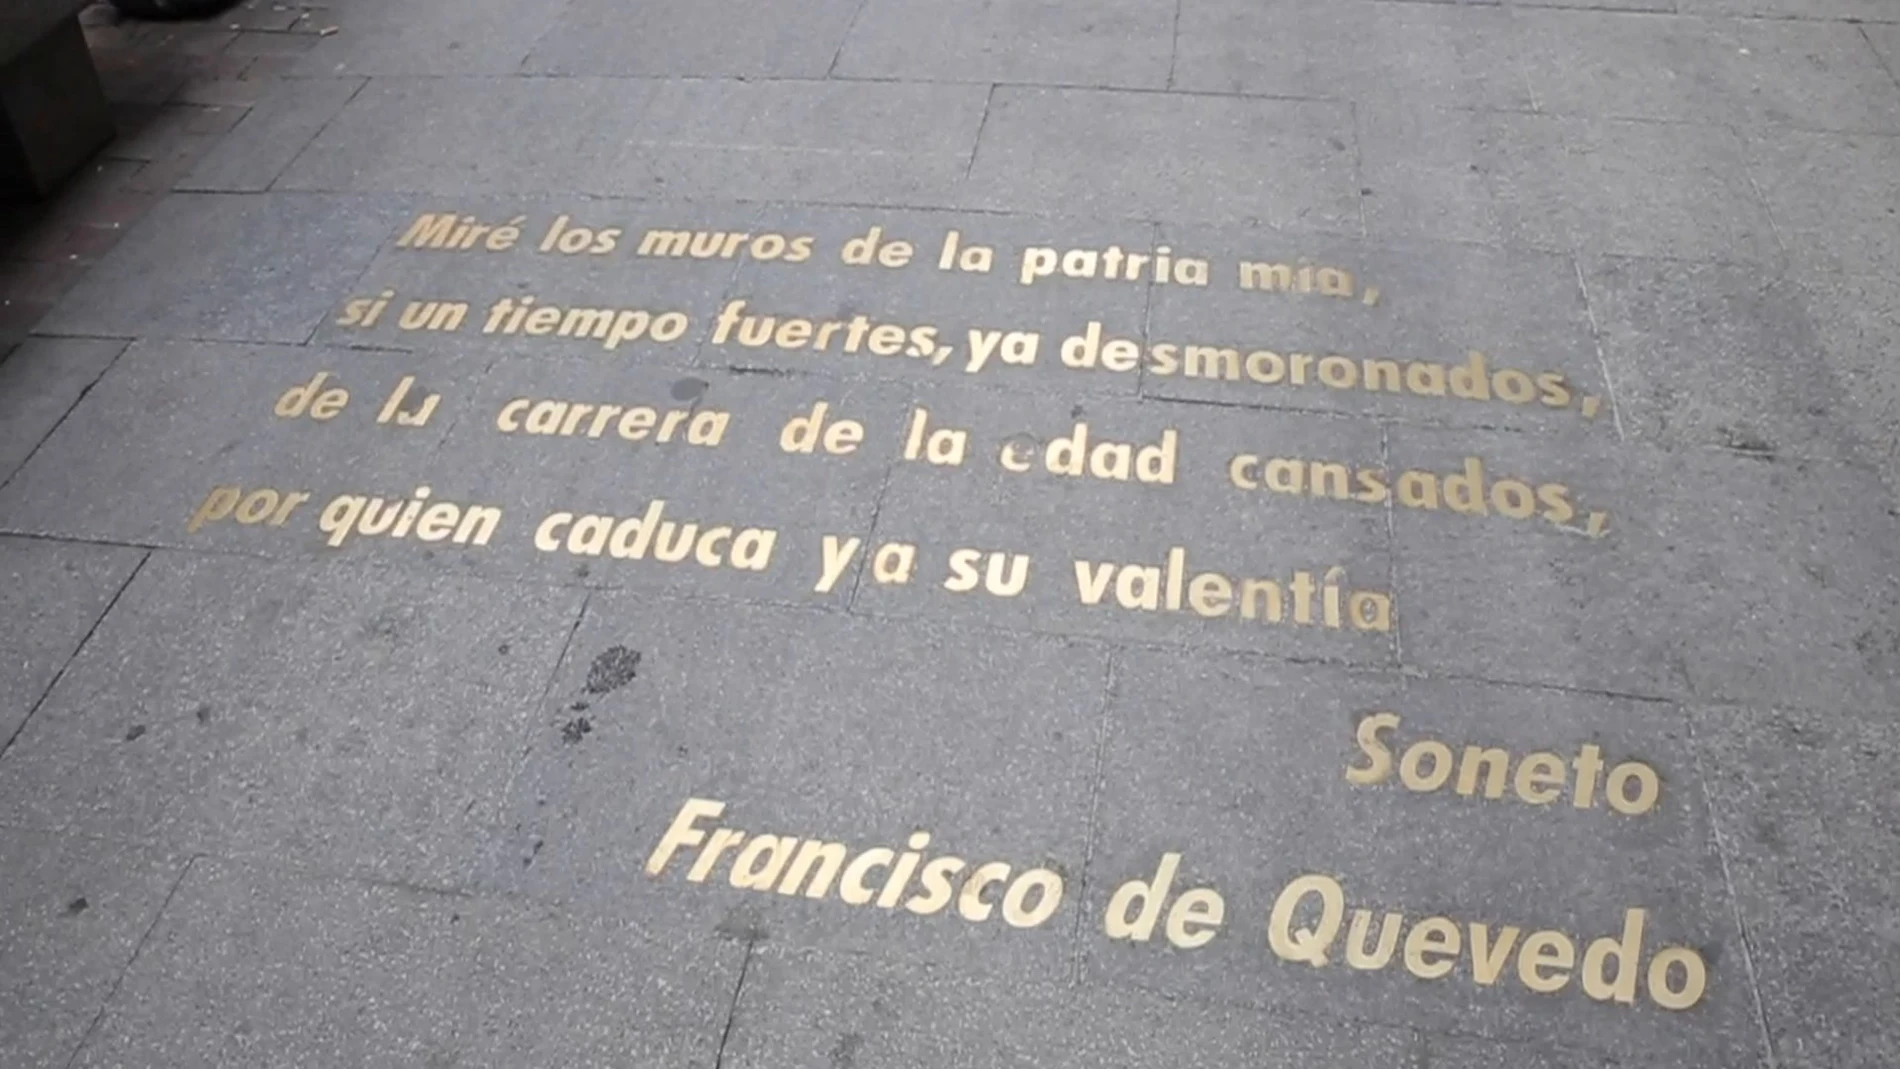 Miré los muros de la patria mía,
si un tiempo fuertes, ya desmoronados,
de la carrera de la edad cansados,
por quien caduca ya su valentía
Soneto
Francisco de Quevedo